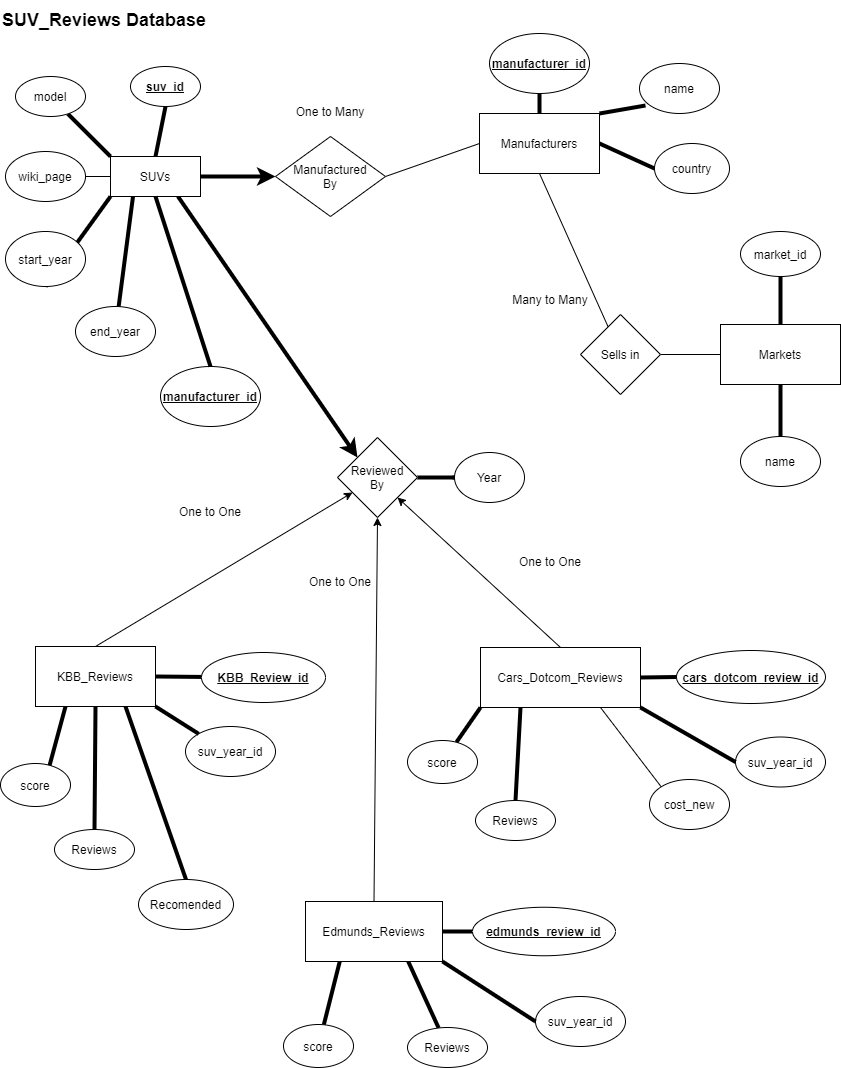 SUV_Reviews Database
model
suv_id
manufacturer_id
name
One to Many
wiki_page
SUVs
Manufactured
By
Manufacturers
country
start_year
market_id
end_year
Many to Many
Sells in
Markets
manufacturer_id
name
Reviewed
By
Year
One to One
One to One
One to One
KBB_Reviews
KBB_Review_id
Cars_Dotcom_Reviews
cars_dotcom_review_id
suv_year_id
score
score
suv_year_id
Reviews
cost_new
Reviews
Recomended
Edmunds_Reviews
edmunds_review_id
suv_year_id
score
Reviews